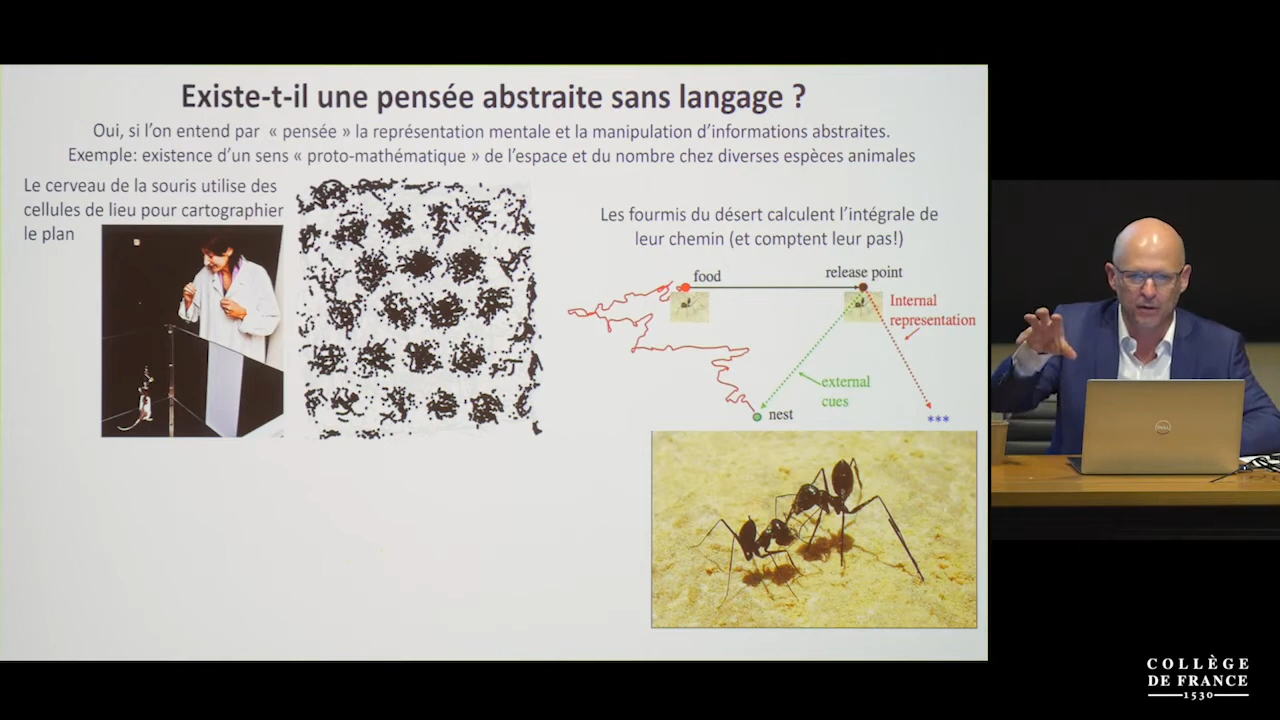 Existe-t-il une pensée abstraite sans langage ?
Oui, si l'on entend par « pensée » la représentation mentale et la manipulation d'informations abstraites.
Exemple: existence d'un sens « proto-mathématique » de l'espace et du nombre chez diverses espèces animales
Le cerveau de la souris utilise des
cellules de lieu pour cartographier
le plan
Les fourmis du désert calculent l'intégrale de
leur chemin (et comptent leur pas!)
food
release point
Internal
representation
external
cues
nest
***
DELL
COLLÈGE
DE FRANCE
1530